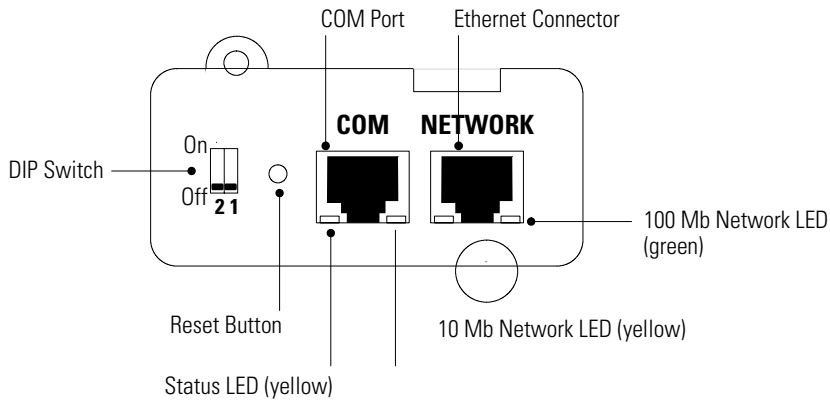 COM Port
Ethernet Connector
COM
NETWORK
On
DIP Switch
Off
2 1
100 Mb Network LED
(green)
Reset Button
10 Mb Network LED (yellow)
Status LED (yellow)